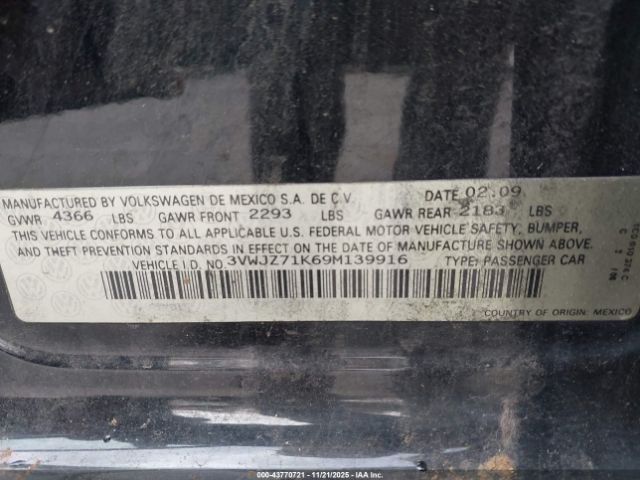 MANUFACTURED BY VOLKSWAGEN DE MEXICO S.A. DE C.V. DATE 02.09
GVWR 4366 LBS GAWR FRONT 2293 LBS GAWR REAR 2183 LBS
THIS VEHICLE CONFORMS TO ALL APPLICABLE U.S. FEDERAL MOTOR VEHICLE SAFETY, BUMPER,
AND THEFT PREVENTION STANDARDS IN EFFECT ON THE DATE OF MANUFACTURE SHOWN ABOVE.
VEHICLE I.D. NO. 3VWJZ71K69M139916 TYPE: PASSENGER CAR
COUNTRY OF ORIGIN: MEXICO
000-43770721 - 11/21/2025 - IAA